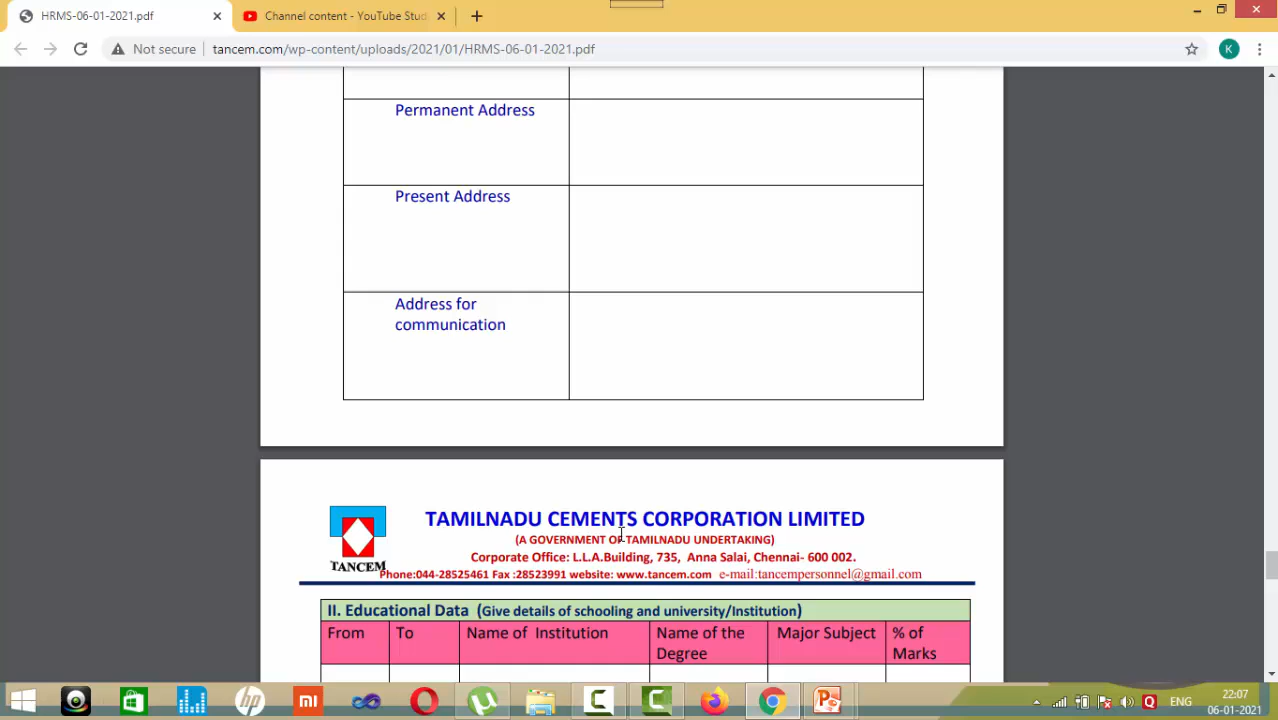 HRMS-06-01-2021.pdf
Channel content - YouTube Stud
K
Not secure
tancem.com/wp-content/uploads/2021/01/HRMS-06-01-2021.pdf
Permanent Address
Present Address
Address for
communication
TAMILNADU CEMENTS CORPORATION LIMITED
(A GOVERNMENT OF TAMILNADU UNDERTAKING)
Corporate Office: L.L.A.Building, 735, Anna Salai, Chennai- 600 002.
TANCEM
Phone:044-28525461 Fax :28523991 website: www.tancem.com e-mail:tancempersonnel@gmail.com
II. Educational Data (Give details of schooling and university/Institution)
From
To
Name of Institution
Name of the
Degree
Major Subject
% of
Marks
hp
mi
ENG
22:07
06-01-2021